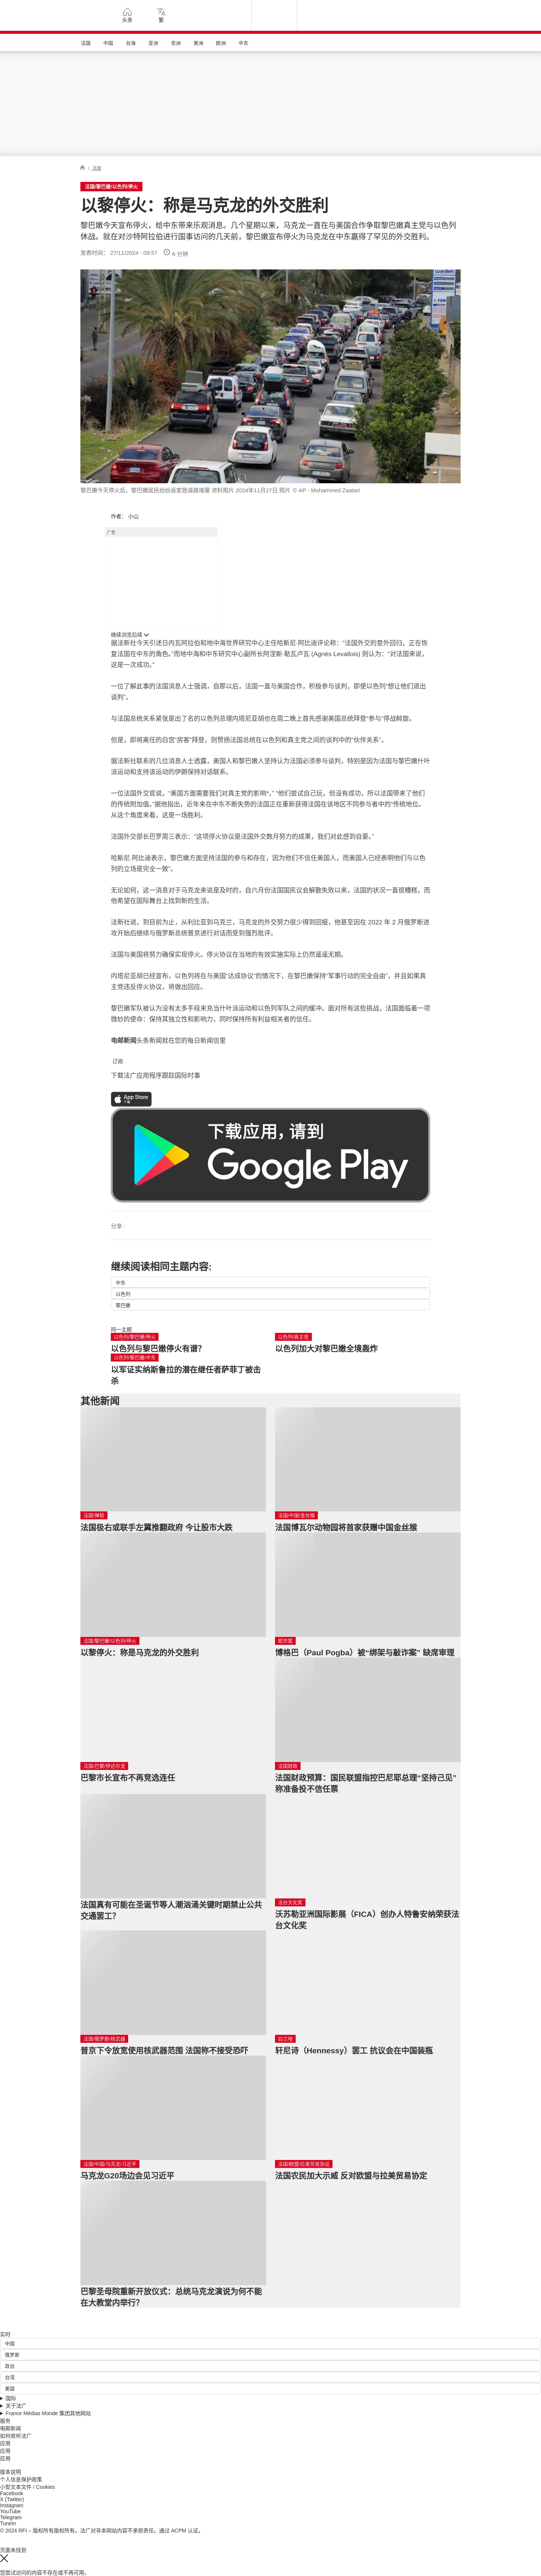 头条
繁
法国
中国
台海
亚洲
非洲
美洲
欧洲
中东
/ 法国
法国/黎巴嫩/以色列/停火
以黎停火：称是马克龙的外交胜利
黎巴嫩今天宣布停火，给中东带来乐观消息。几个星期以来，马克龙一直在与美国合作争取黎巴嫩真主党与以色列
休战。就在对沙特阿拉伯进行国事访问的几天前，黎巴嫩宣布停火为马克龙在中东赢得了罕见的外交胜利。
发表时间： 27/11/2024 - 09:57 6 分钟
黎巴嫩今天停火后，黎巴嫩居民纷纷返家致道路堵塞 资料照片 2024年11月27日 照片 © AP - Mohammed Zaatari
作者： 小山
广告
继续浏览后续
据法新社今天引述日内瓦阿拉伯和地中海世界研究中心主任哈斯尼·阿比迪评论称：“法国外交的意外回归，正在恢
复法国在中东的角色。”而地中海和中东研究中心副所长阿涅斯·勒瓦卢瓦 (Agnès Levallois) 则认为：“对法国来说，
这是一次成功。”
一位了解此事的法国消息人士强调，自那以后，法国一直与美国合作，积极参与谈判，即使以色列“想让他们退出
谈判”。
与法国总统关系紧张是出了名的以色列总理内塔尼亚胡也在周二晚上首先感谢美国总统拜登“参与”停战斡旋。
但是，即将离任的白宫“房客”拜登，则赞扬法国总统在以色列和真主党之间的谈判中的“伙伴关系”。
据法新社联系的几位消息人士透露，美国人和黎巴嫩人坚持认为法国必须参与谈判，特别是因为法国与黎巴嫩什叶
派运动和支持该运动的伊朗保持对话联系。
一位法国外交官说，“美国方面需要我们对真主党的影响*。” “他们尝试自己玩，但没有成功，所以法国带来了他们
的传统附加值。”据他指出，近年来在中东不断失势的法国正在重新获得法国在该地区不同参与者中的“传统地位。
从这个角度来看，这是一场胜利。
法国外交部长巴罗周三表示：“这项停火协议是法国外交数月努力的成果，我们对此感到自豪。”
哈斯尼·阿比迪表示，黎巴嫩方面坚持法国的参与和存在，因为他们不信任美国人，而美国人已经表明他们与以色
列的立场是完全一致”。
无论如何，这一消息对于马克龙来说是及时的，自六月份法国国民议会解散失败以来，法国的状况一直很糟糕，而
他希望在国际舞台上找到新的生活。
法新社说，到目前为止，从利比亚到乌克兰，马克龙的外交努力很少得到回报，他甚至因在 2022 年 2 月俄罗斯进
攻开始后继续与俄罗斯总统普京进行对话而受到强烈批评。
法国与美国将努力确保实现停火。停火协议在当地的有效实施实际上仍然遥遥无期。
内塔尼亚胡已经宣布，以色列将在与美国“达成协议”的情况下，在黎巴嫩保持“军事行动的完全自由”，并且如果真
主党违反停火协议，将做出回应。
黎巴嫩军队被认为没有太多手段来充当什叶派运动和以色列军队之间的缓冲。面对所有这些挑战，法国面临着一项
微妙的使命：保持其独立性和影响力，同时保持所有利益相关者的信任。
电邮新闻头条新闻就在您的每日新闻信里
订阅
下载法广应用程序跟踪国际时事
App Store
下载
下载应用，请到
Google Play
分享 :
继续阅读相同主题内容:
中东
以色列
黎巴嫩
同一主题
以色列/黎巴嫩/停火
以色列与黎巴嫩停火有谱？
以色列/真主党
以色列加大对黎巴嫩全境轰炸
以色列/黎巴嫩/中东
以军证实纳斯鲁拉的潜在继任者萨菲丁被击
杀
其他新闻
法国/弹劾
法国极右或联手左翼推翻政府 今让股市大跌
法国/中国/金丝猴
法国博瓦尔动物园将首家获赠中国金丝猴
法国/黎巴嫩/以色列/停火
以黎停火：称是马克龙的外交胜利
敲诈案
博格巴（Paul Pogba）被“绑架与敲诈案” 缺席审理
法国/巴黎/伊达尔戈
巴黎市长宣布不再竞选连任
法国财政
法国财政预算：国民联盟指控巴尼耶总理“坚持己见”
称准备投不信任票
法国真有可能在圣诞节等人潮汹涌关键时期禁止公共
交通罢工？
法台文化奖
沃苏勒亚洲国际影展（FICA）创办人特鲁安纳荣获法
台文化奖
法国/俄罗斯/核武器
普京下令放宽使用核武器范围 法国称不接受恐吓
白兰地
轩尼诗（Hennessy）罢工 抗议会在中国装瓶
法国/中国/马克龙/习近平
马克龙G20场边会见习近平
法国/欧盟/拉美贸易协议
法国农民加大示威 反对欧盟与拉美贸易协定
巴黎圣母院重新开放仪式：总统马克龙演说为何不能
在大教堂内举行？
实时
中国
俄罗斯
政治
台湾
美国
国际
关于法广
France Médias Monde 集团其他网站
服务
电邮新闻
如何收听法广
应用
应用
应用
版本说明
个人信息保护政策
小型文本文件 / Cookies
Facebook
X (Twitter)
Instagram
YouTube
Telegram
TuneIn
© 2024 RFI – 版权所有版权所有。法广对非本网站内容不承担责任。通过 ACPM 认证。
页面未找到
您尝试访问的内容不存在或不再可用。